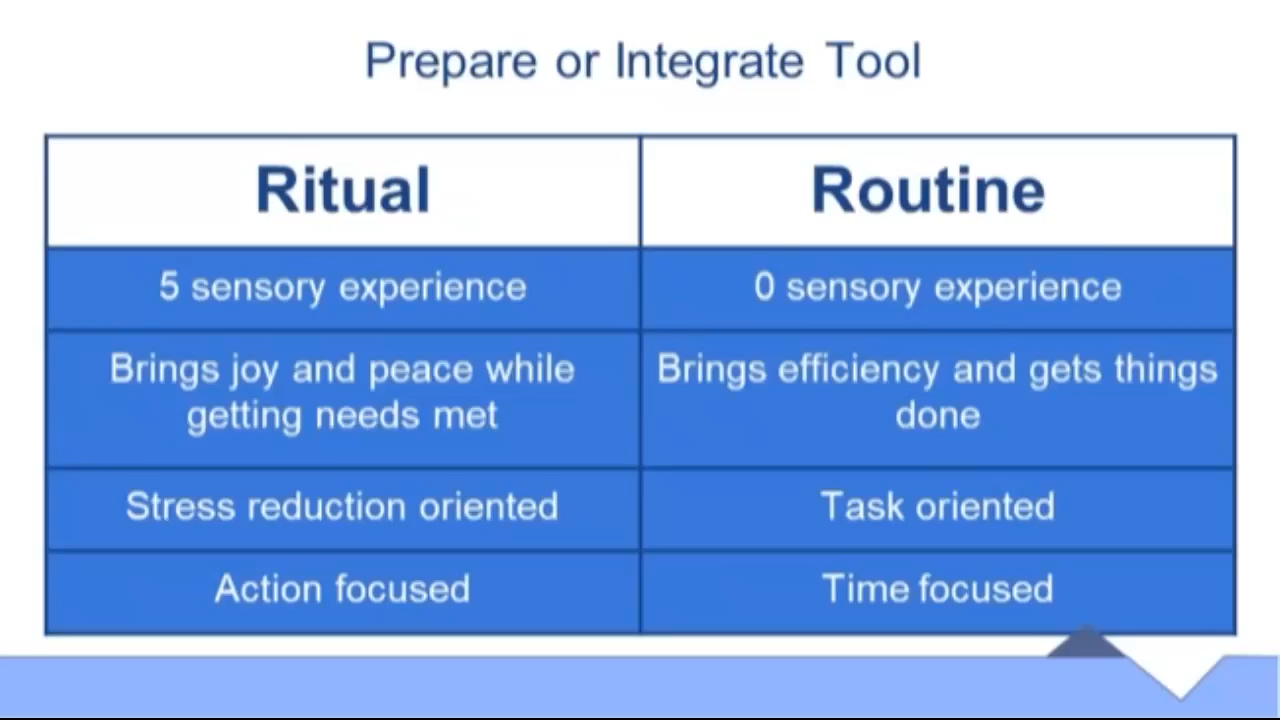 Prepare or Integrate Tool
Ritual
Routine
5 sensory experience
0 sensory experience
Brings joy and peace while
getting needs met
Brings efficiency and gets things
done
Stress reduction oriented
Task oriented
Action focused
Time focused